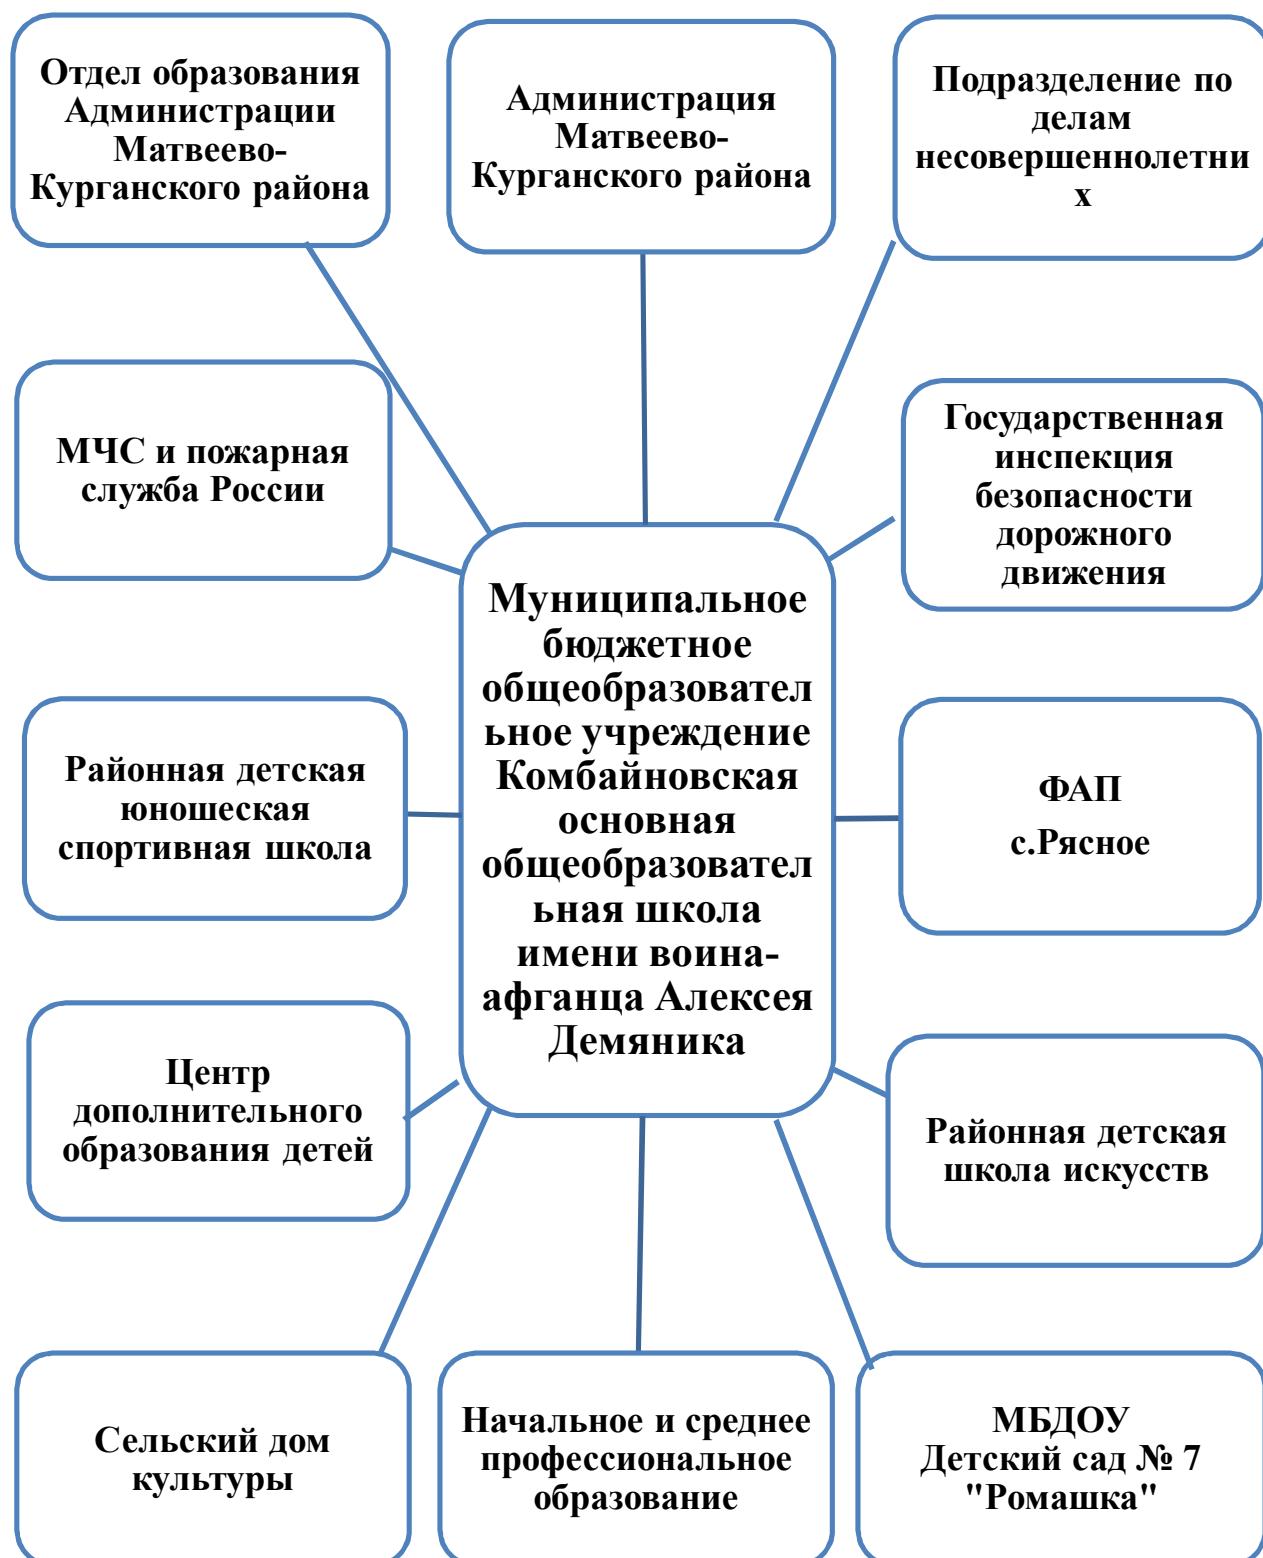 Отдел образования
Администрации
Матвеево-
Курганского района
Администрация
Матвеево-
Курганского района
Подразделение по
делам
несовершеннолетни
х
МЧС и пожарная
служба России
Государственная
инспекция
безопасности
дорожного
движения
Муниципальное
бюджетное
общеобразовател
ьное учреждение
Комбайновская
основная
общеобразовател
ьная школа
имени воина-
афганца Алексея
Демяника
Районная детская
юношеская
спортивная школа
ФАП
с.Рясное
Центр
дополнительного
образования детей
Районная детская
школа искусств
Сельский дом
культуры
Начальное и среднее
профессиональное
образование
МБДОУ
Детский сад № 7
"Ромашка"